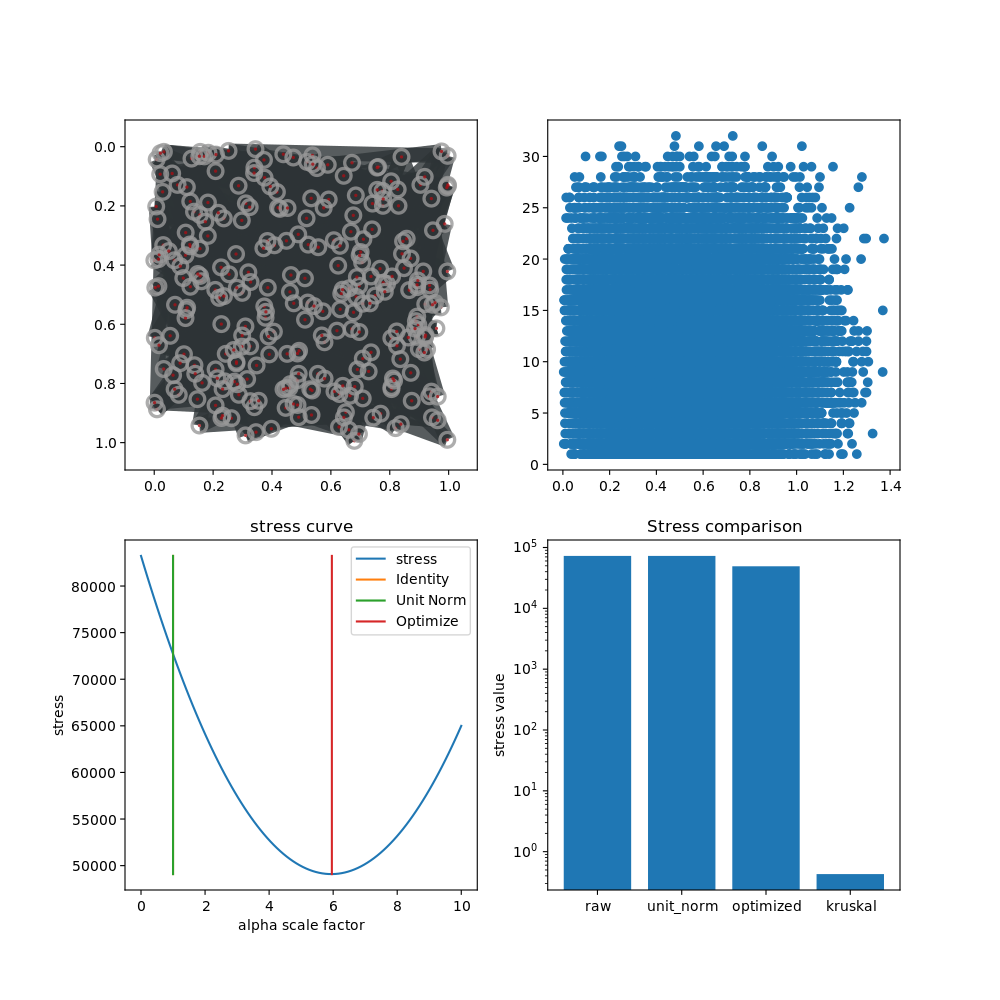 0.0
0.2
0.4
0.6
0.8
1.0
0.0 0.2 0.4 0.6 0.8 1.0
30
25
20
15
10
5
0
0.0 0.2 0.4 0.6 0.8 1.0 1.2 1.4
stress curve
80000
75000
70000
65000
60000
55000
50000
stress
stress
Identity
Unit Norm
Optimize
0 2 4 6 8 10
alpha scale factor
Stress comparison
10^5
10^4
10^3
10^2
10^1
10^0
stress value
raw unit_norm optimized kruskal